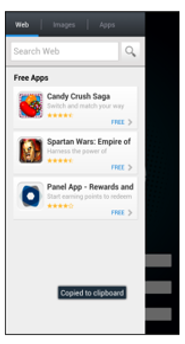 Web Images Apps
Search Web
Free Apps
Candy Crush Saga
Switch and match your way
FREE >
Spartan Wars: Empire of
Harness the power of
FREE >
Panel App - Rewards and
Start earning points to redeem
FREE >
Copied to clipboard